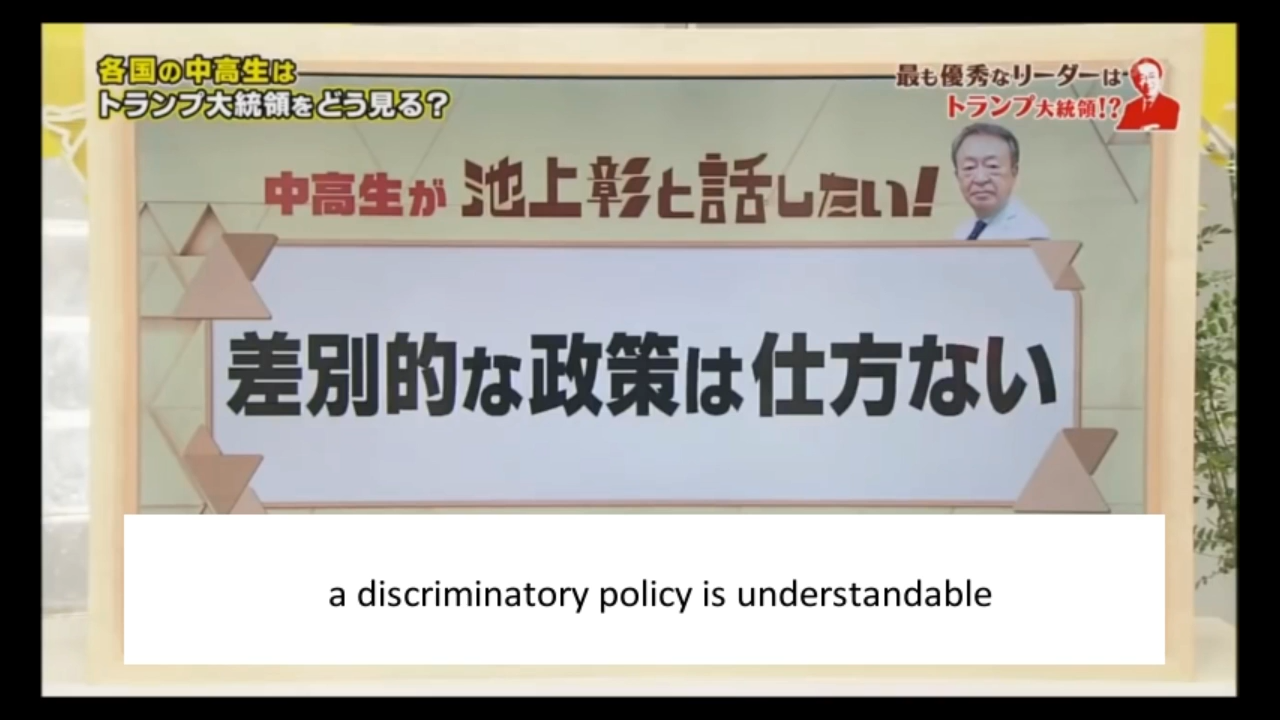 各国の中高生は
トランプ大統領をどう見る？
最も優秀なリーダーは
トランプ大統領!?
中高生が 池上彰と話したい!
差別的な政策は仕方ない
a discriminatory policy is understandable